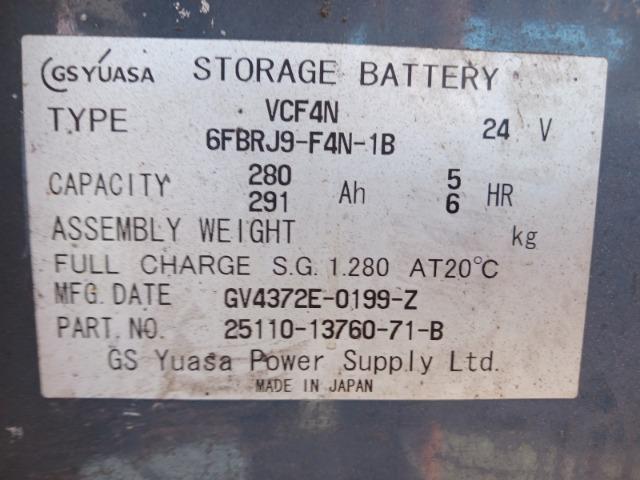 GS YUASA STORAGE BATTERY
TYPE VCF4N 24 V
6FBRJ9-F4N-1B
CAPACITY 280 Ah 5 HR
291 6
ASSEMBLY WEIGHT kg
FULL CHARGE S.G. 1.280 AT20℃
MFG. DATE GV4372E-0199-Z
PART. NO. 25110-13760-71-B
GS Yuasa Power Supply Ltd.
MADE IN JAPAN